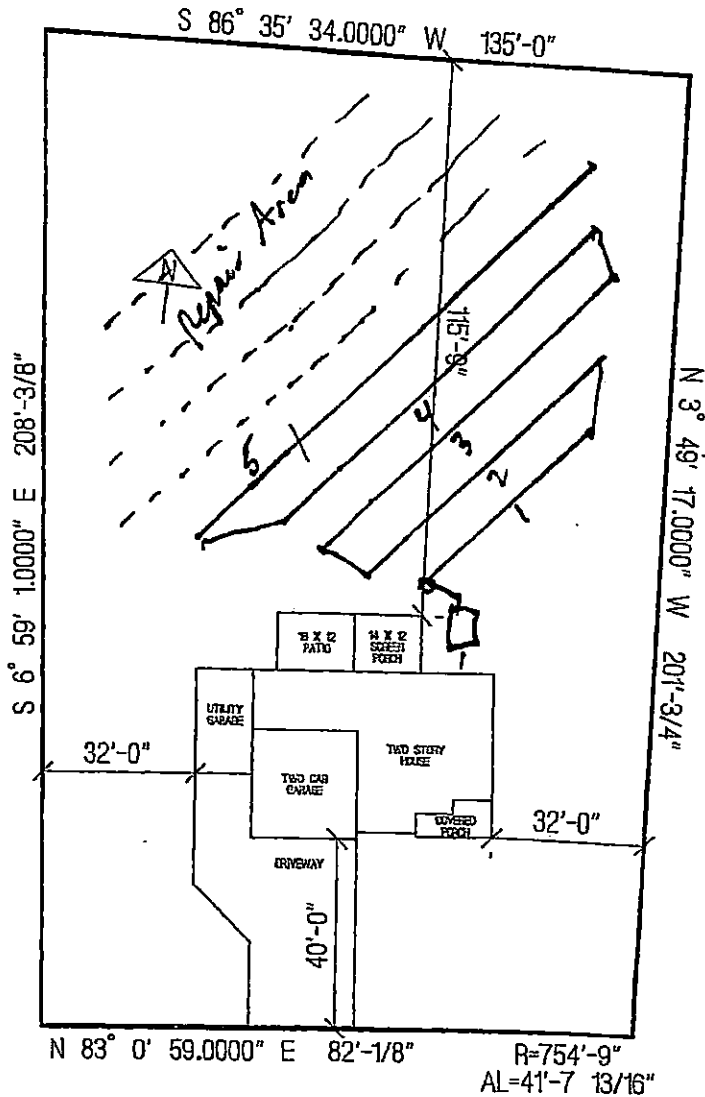 S 86° 35' 34.0000" W 135'-0"
Repair Area
N
115'-9"
S 6° 59' 1.0000" E 208'-3/8"
N 3° 49' 17.0000" W 201'-3/4"
5
4
3
2
1
18 X 12
PATIO
14 X 12
SCREEN
PORCH
UTILITY
GARAGE
TWO CAR
GARAGE
TWO STORY
HOUSE
COVERED
PORCH
32'-0"
32'-0"
DRIVEWAY
40'-0"
N 83° 0' 59.0000" E 82'-1/8"
R=754'-9"
AL=41'-7 13/16"